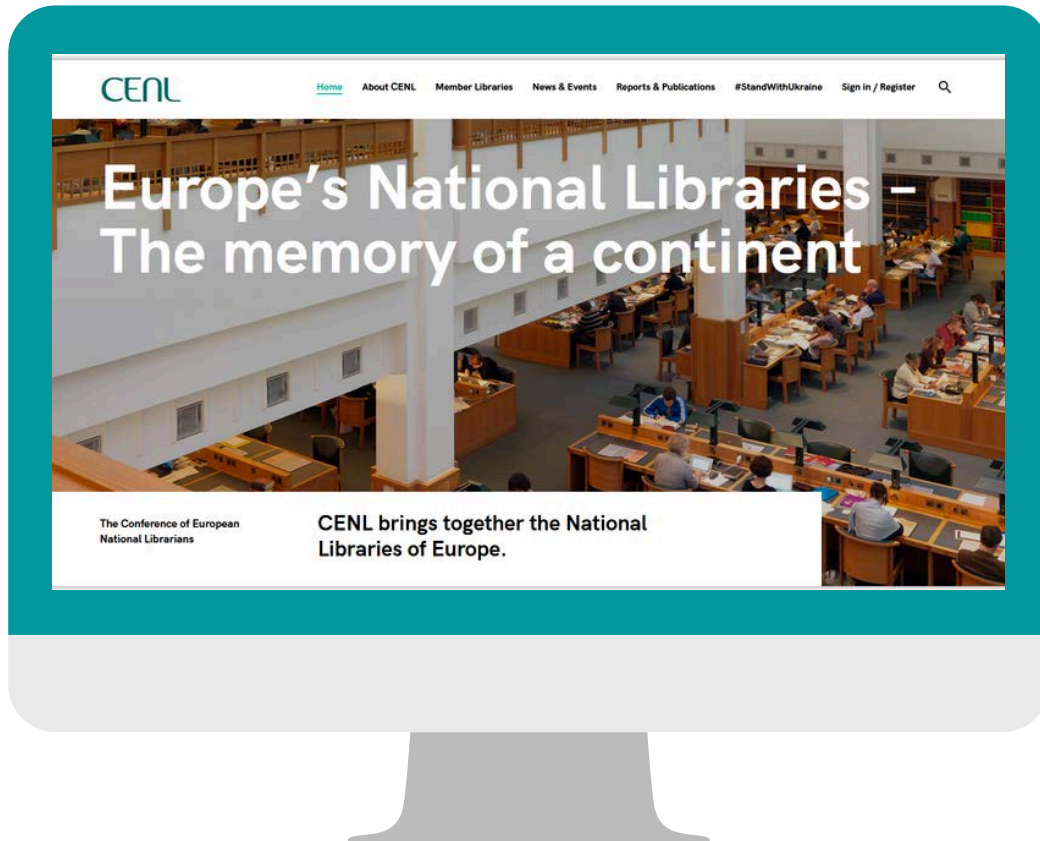 CENL
Home About CENL Member Libraries News & Events Reports & Publications #StandWithUkraine Sign in / Register
Europe's National Libraries –
The memory of a continent
The Conference of European
National Librarians
CENL brings together the National
Libraries of Europe.